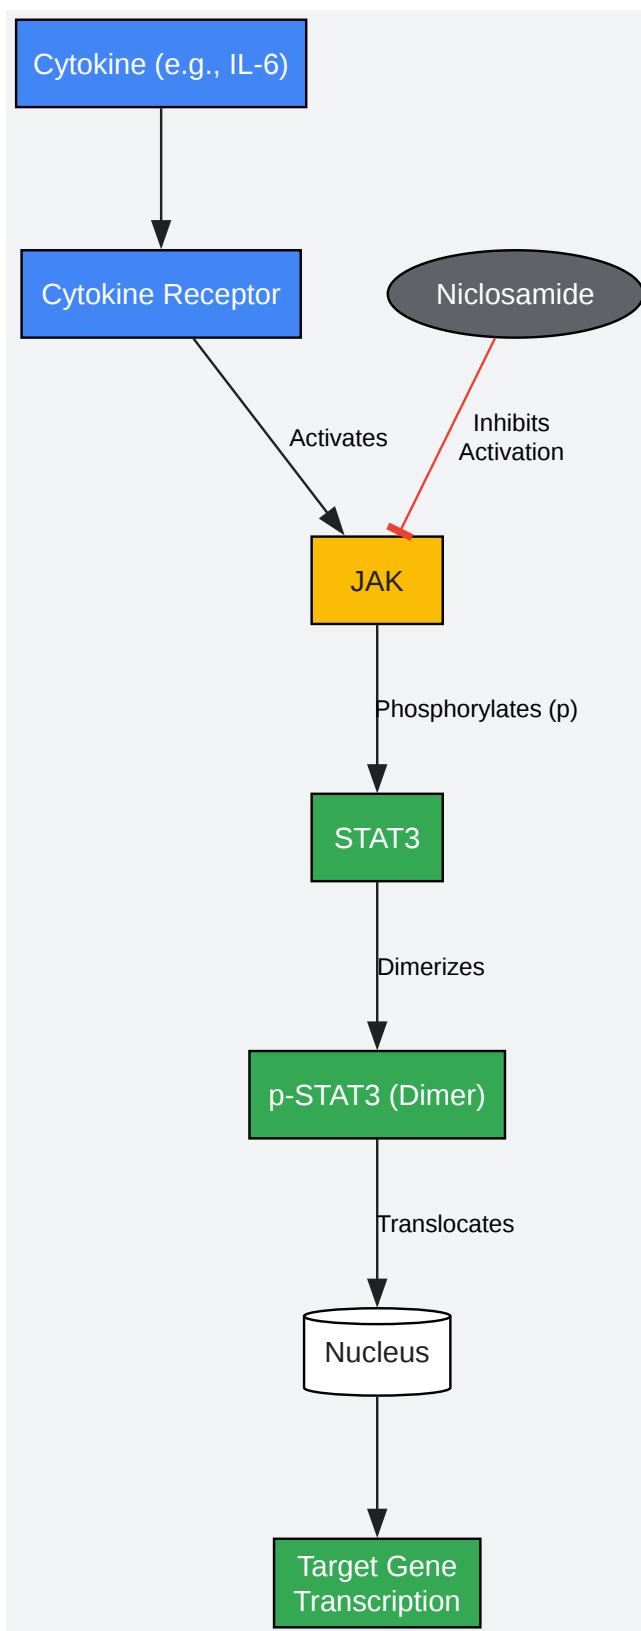 Cytokine (e.g., IL-6)
Cytokine Receptor
Niclosamide
Activates
Inhibits
Activation
JAK
Phosphorylates (p)
STAT3
Dimerizes
p-STAT3 (Dimer)
Translocates
Nucleus
Target Gene
Transcription